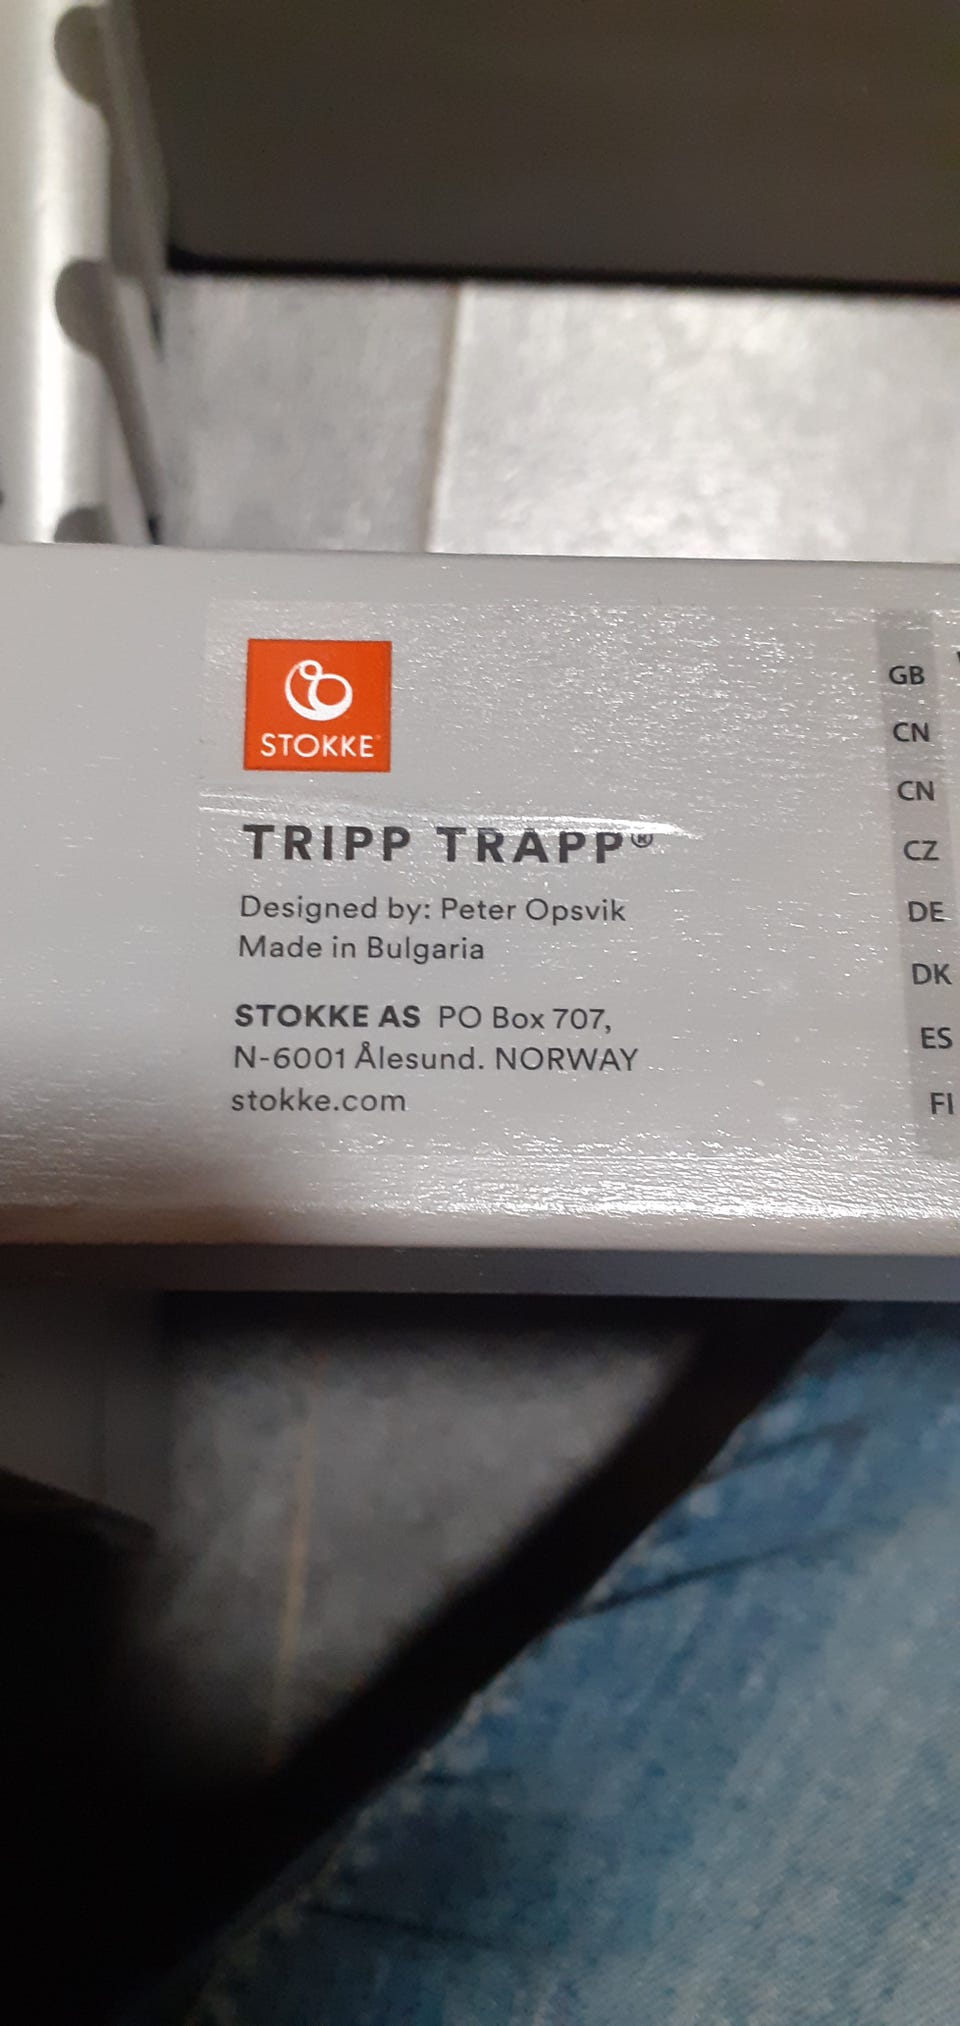 STOKKE
TRIPP TRAPP®
Designed by: Peter Opsvik
Made in Bulgaria
STOKKE AS PO Box 707,
N-6001 Ålesund. NORWAY
stokke.com
GB
CN
CN
CZ
DE
DK
ES
FI